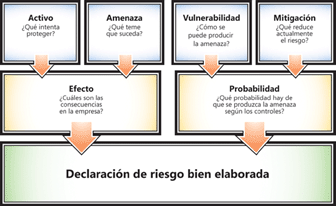 Activo
¿Qué intenta
proteger?
Amenaza
¿Qué teme
que suceda?
Vulnerabilidad
¿Cómo se
puede producir
la amenaza?
Mitigación
¿Qué reduce
actualmente
el riesgo?
Efecto
¿Cuáles son las
consecuencias
en la empresa?
Probabilidad
¿Qué probabilidad hay de
que se produzca la amenaza
según los controles?
Declaración de riesgo bien elaborada